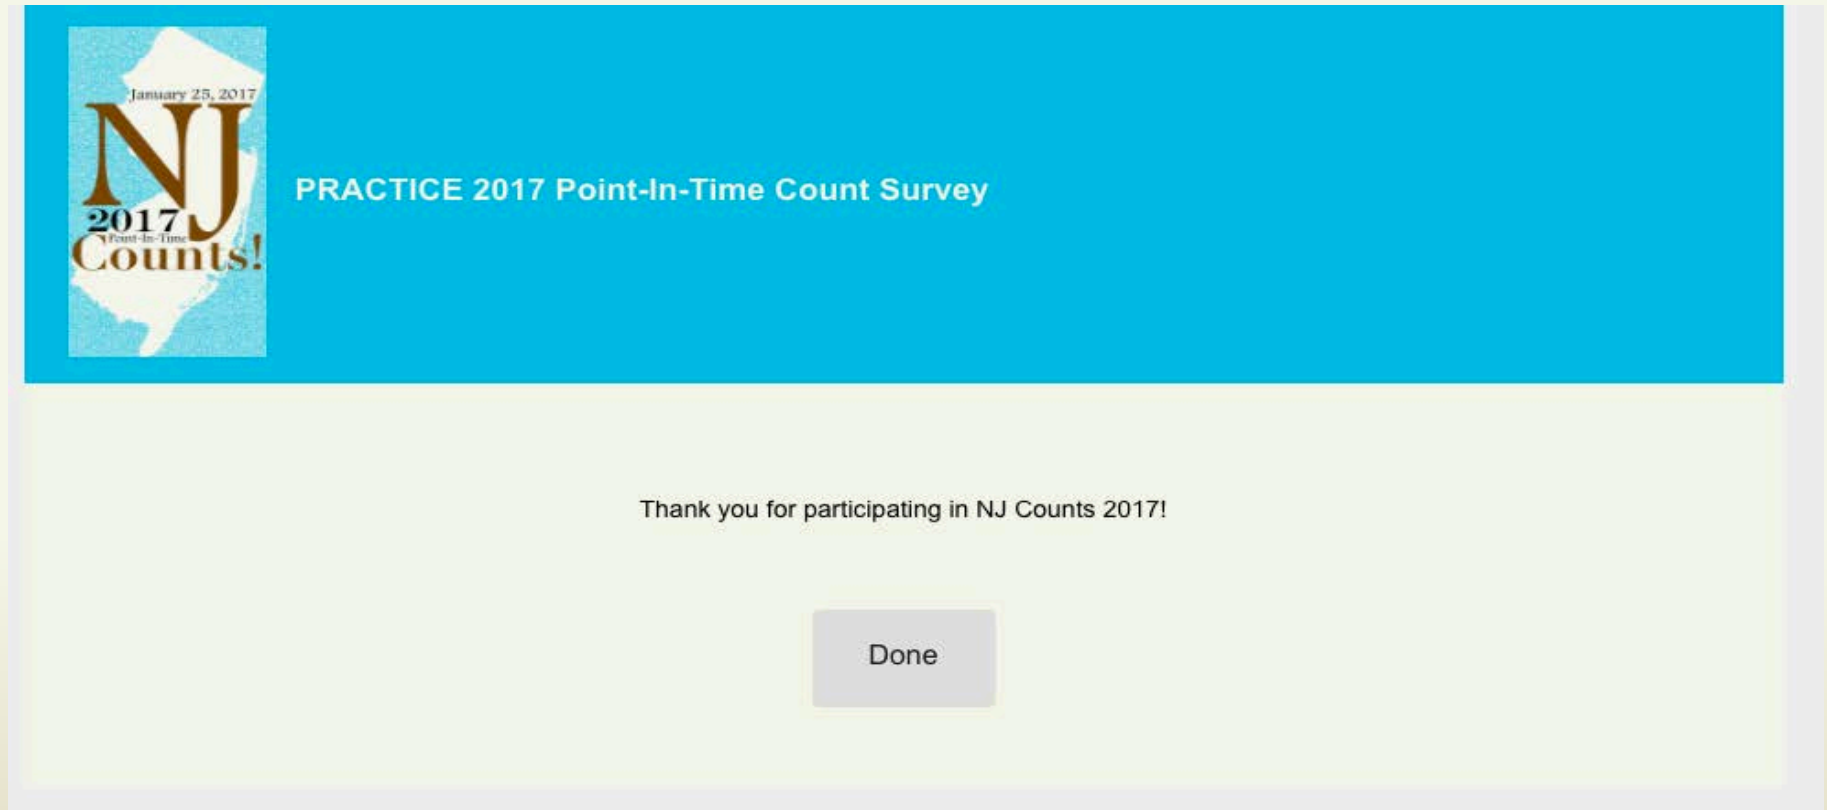 January 25, 2017
NJ
2017
Point-In-Time
Counts!
PRACTICE 2017 Point-In-Time Count Survey
Thank you for participating in NJ Counts 2017!
Done